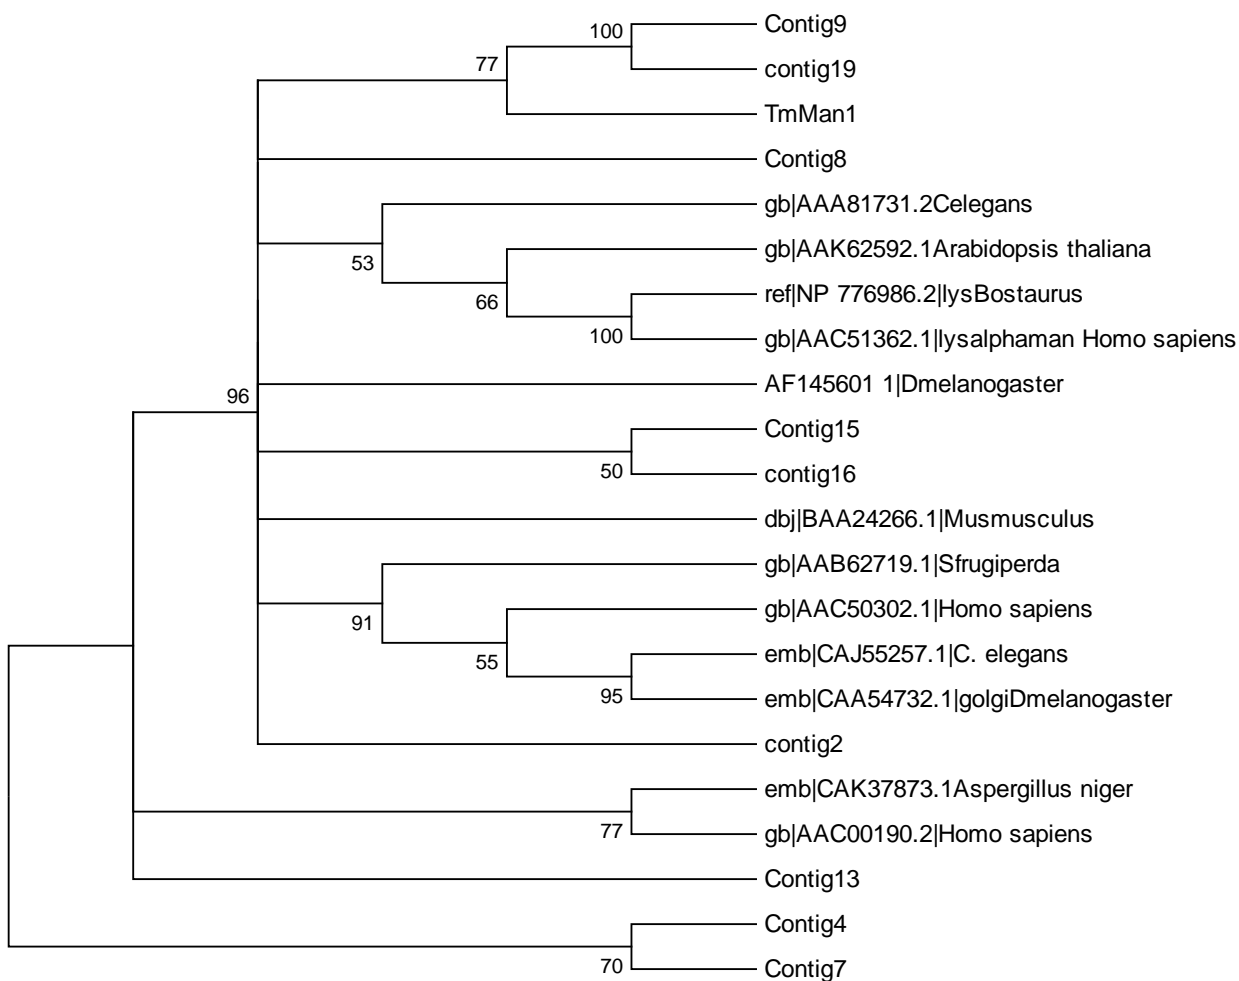 Contig9
100
contig19
77
TmMan1
Contig8
gb|AAA81731.2Celegans
53
gb|AAK62592.1Arabidopsis thaliana
66
ref|NP 776986.2|lysBostaurus
100
gb|AAC51362.1|lysalphaman Homo sapiens
AF145601 1|Dmelanogaster
96
Contig15
50
contig16
dbj|BAA24266.1|Musmusculus
gb|AAB62719.1|Sfrugiperda
91
gb|AAC50302.1|Homo sapiens
55
emb|CAJ55257.1|C. elegans
95
emb|CAA54732.1|golgiDmelanogaster
contig2
emb|CAK37873.1Aspergillus niger
77
gb|AAC00190.2|Homo sapiens
Contig13
Contig4
70
Contig7